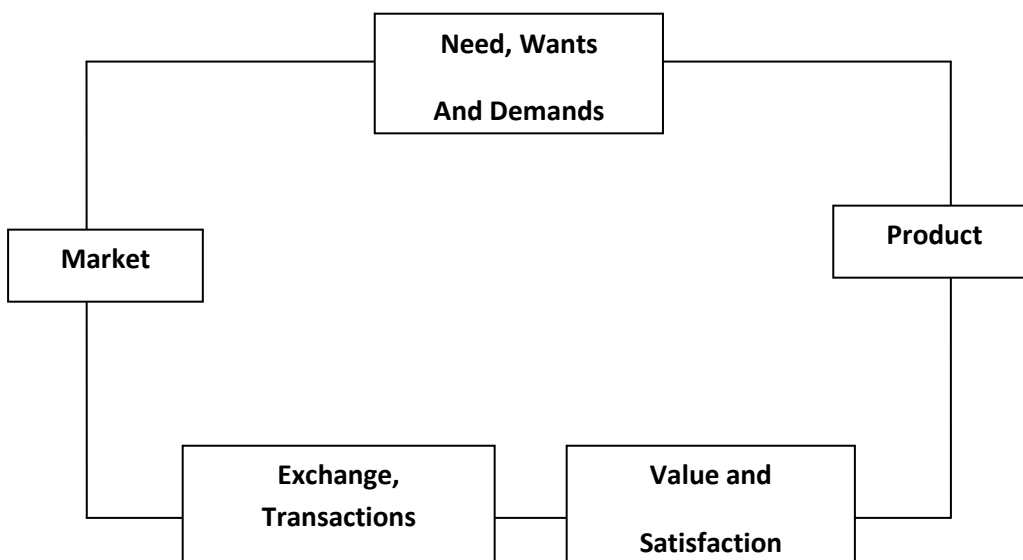 Need, Wants
And Demands
Product
Market
Exchange,
Transactions
Value and
Satisfaction